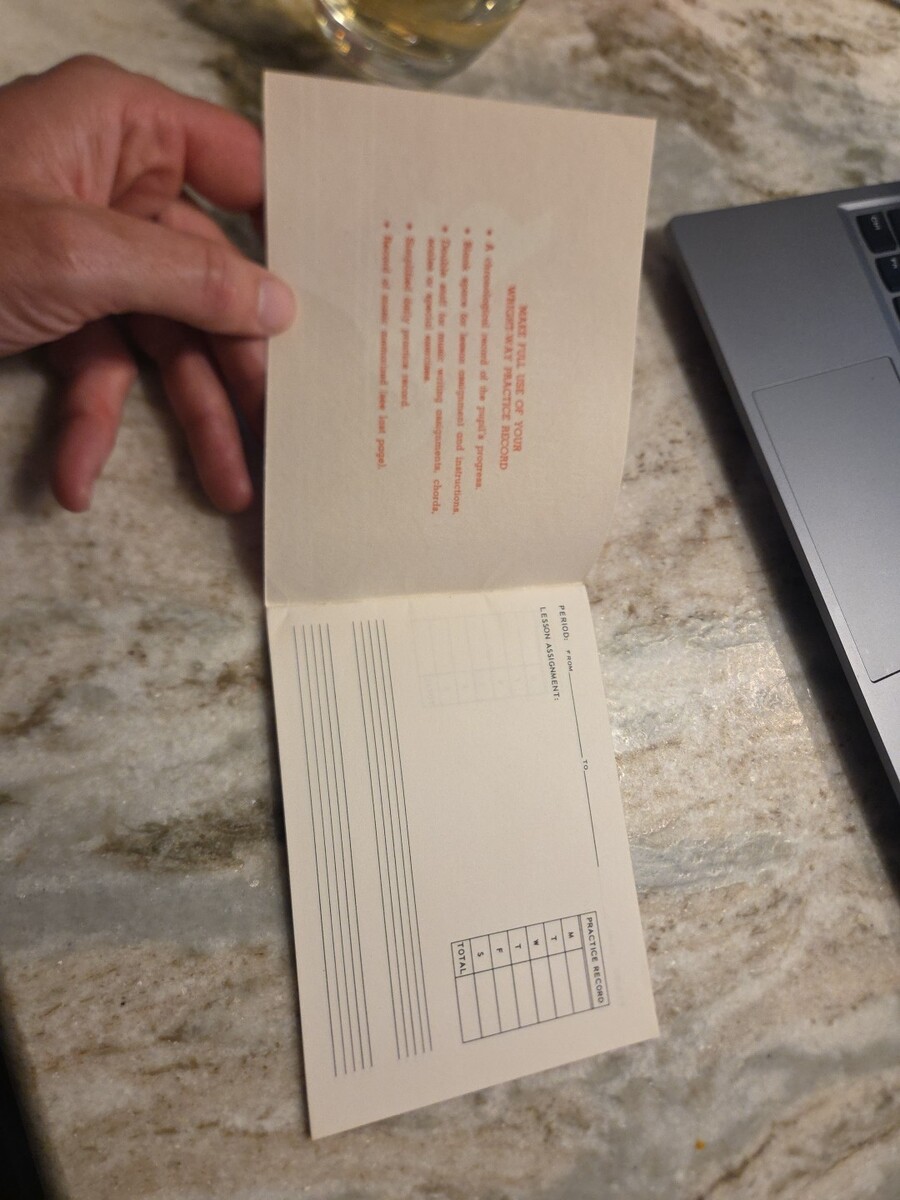 MAKE FULL USE OF YOUR
WRIGHT-WAY PRACTICE RECORD
• A chronological record of the pupil's progress.
• Blank space for lesson assignment and instructions.
• Double staff for music writing assignments, chords,
scales or special exercises.
• Simplified daily practice record.
• Record of music memorized (see last page).
PERIOD: FROM TO
LESSON ASSIGNMENT:
PRACTICE RECORD
M
T
W
T
F
S
TOTAL